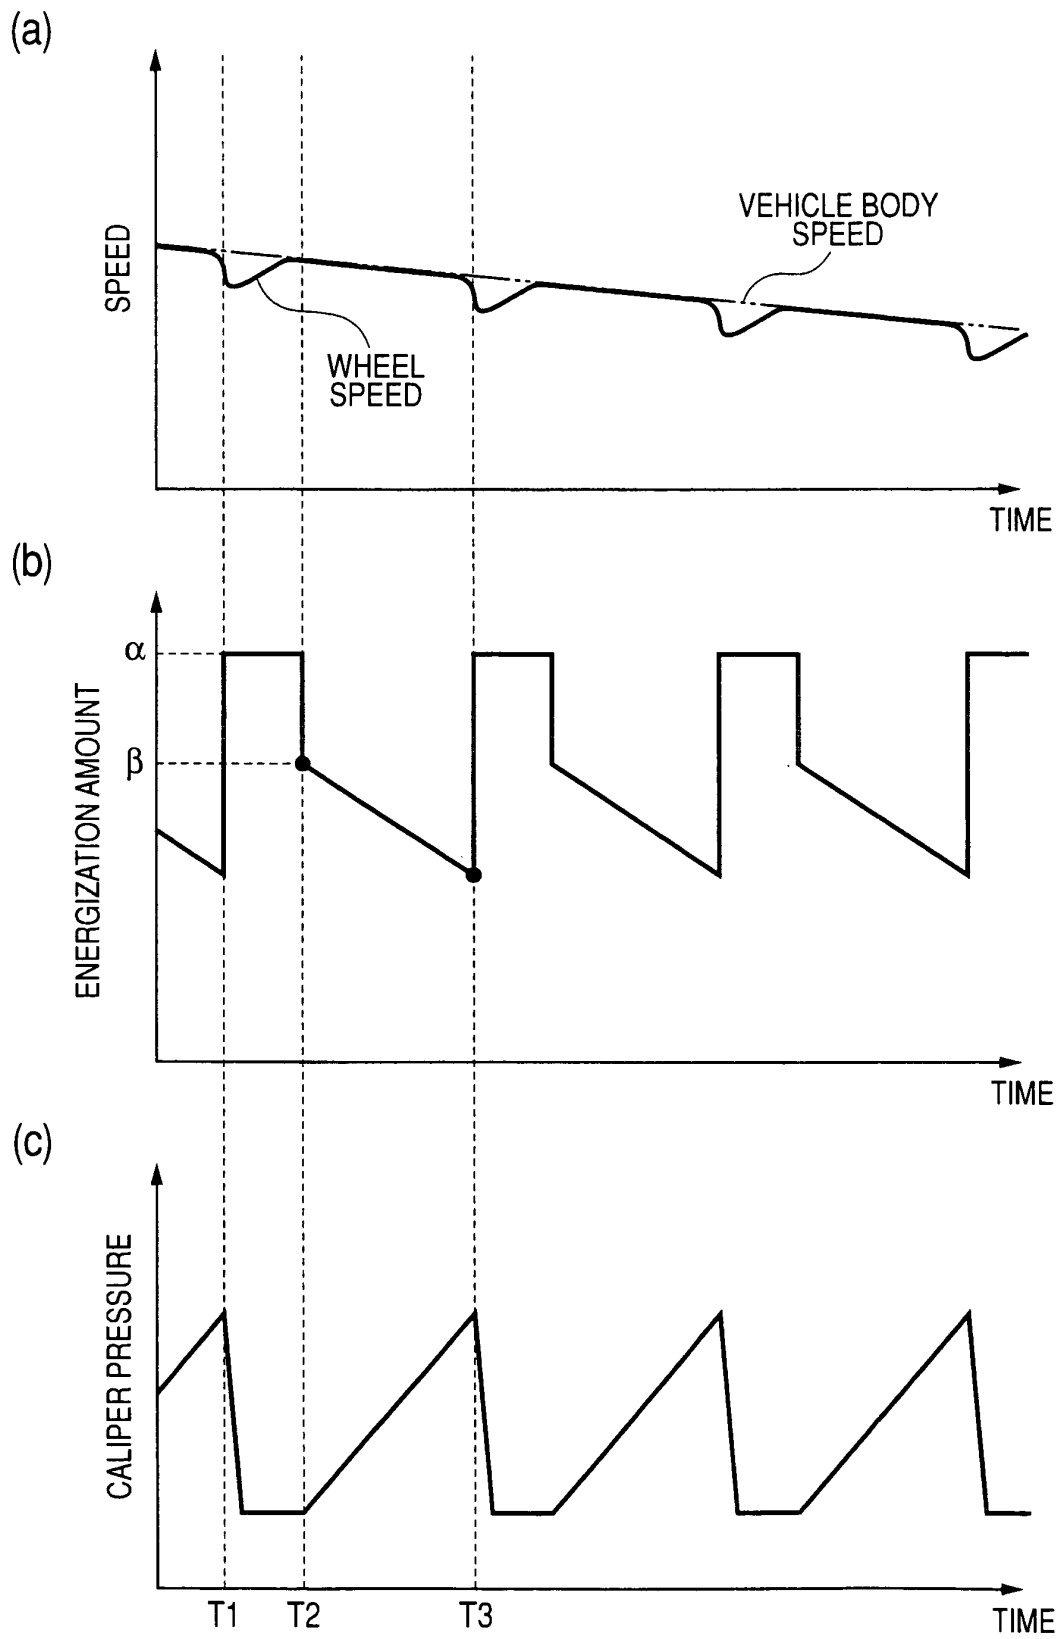 (a)
SPEED
VEHICLE BODY
SPEED
WHEEL
SPEED
TIME
(b)
ENERGIZATION AMOUNT
α
β
TIME
(c)
CALIPER PRESSURE
T1 T2 T3 TIME